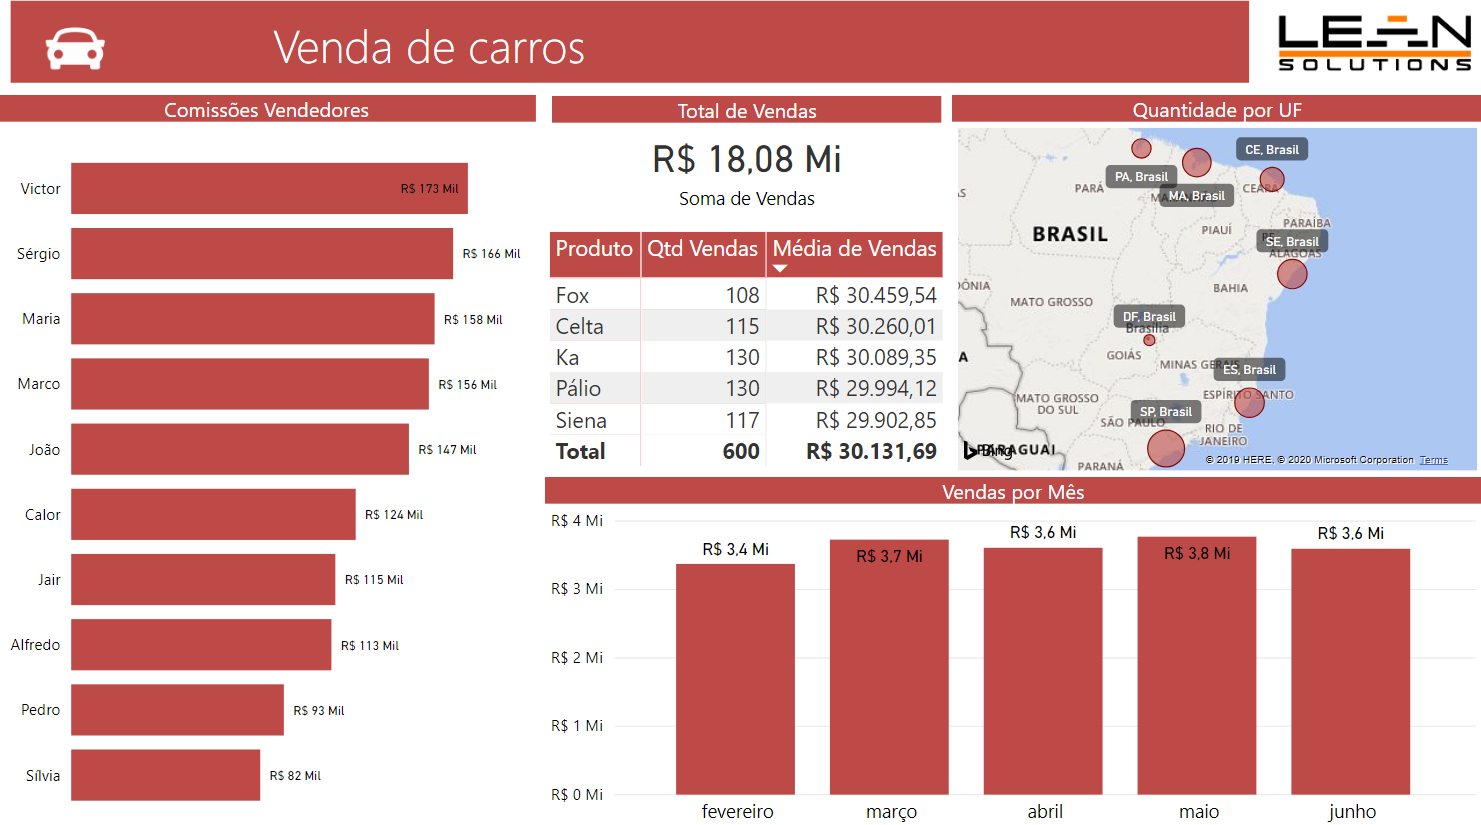 Venda de carros
LEAN
SOLUTIONS
Comissões Vendedores
Victor R$ 173 Mil
Sérgio R$ 166 Mil
Maria R$ 158 Mil
Marco R$ 156 Mil
João R$ 147 Mil
Calor R$ 124 Mil
Jair R$ 115 Mil
Alfredo R$ 113 Mil
Pedro R$ 93 Mil
Sílvia R$ 82 Mil
Total de Vendas
R$ 18,08 Mi
Soma de Vendas
Produto Qtd Vendas Média de Vendas
Fox 108 R$ 30.459,54
Celta 115 R$ 30.260,01
Ka 130 R$ 30.089,35
Pálio 130 R$ 29.994,12
Siena 117 R$ 29.902,85
Total 600 R$ 30.131,69
Quantidade por UF
CE, Brasil
PA, Brasil
PARÁ
CEARÁ
MA, Brasil
PARAÍBA
PIAUÍ
BRASIL
SE, Brasil
ALAGOAS
BAHIA
MATO GROSSO
DF, Brasil
Brasília
GOIÁS
MINAS GERAIS
ES, Brasil
ESPÍRITO SANTO
MATO GROSSO
DO SUL
SP, Brasil
SÃO PAULO
RIO DE
JANEIRO
Bing
PARAGUAI
PARANÁ
© 2019 HERE, © 2020 Microsoft Corporation Terms
Vendas por Mês
R$ 4 Mi
R$ 3 Mi
R$ 2 Mi
R$ 1 Mi
R$ 0 Mi
R$ 3,4 Mi
R$ 3,7 Mi
R$ 3,6 Mi
R$ 3,8 Mi
R$ 3,6 Mi
fevereiro março abril maio junho